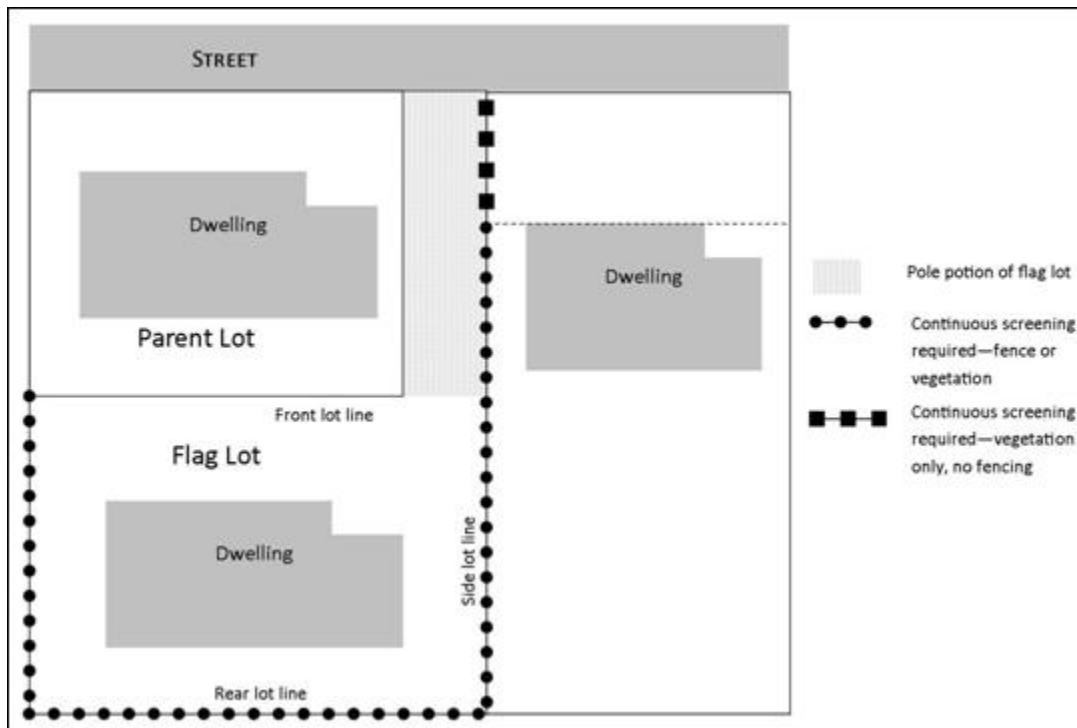 STREET
Dwelling
Parent Lot
Front lot line
Flag Lot
Dwelling
Side lot line
Rear lot line
Dwelling
Pole potion of flag lot
Continuous screening
required—fence or
vegetation
Continuous screening
required—vegetation
only, no fencing